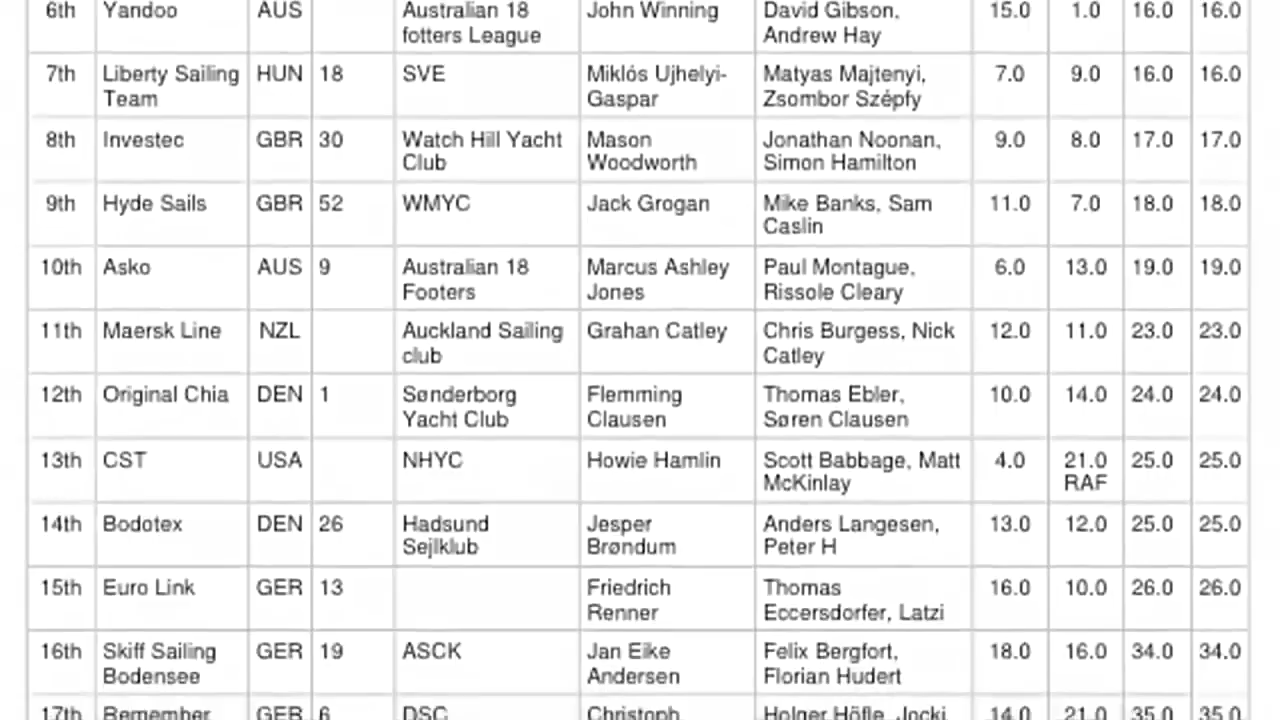 6th Yandoo AUS Australian 18 John Winning David Gibson, 15.0 1.0 16.0 16.0
fotters League Andrew Hay
7th Liberty Sailing HUN 18 SVE Miklós Ujhelyi- Matyas Majtenyi, 7.0 9.0 16.0 16.0
Team Gaspar Zsombor Szépfy
8th Investec GBR 30 Watch Hill Yacht Mason Jonathan Noonan, 9.0 8.0 17.0 17.0
Club Woodworth Simon Hamilton
9th Hyde Sails GBR 52 WMYC Jack Grogan Mike Banks, Sam 11.0 7.0 18.0 18.0
Caslin
10th Asko AUS 9 Australian 18 Marcus Ashley Paul Montague, 6.0 13.0 19.0 19.0
Footers Jones Rissole Cleary
11th Maersk Line NZL Auckland Sailing Grahan Catley Chris Burgess, Nick 12.0 11.0 23.0 23.0
club Catley
12th Original Chia DEN 1 Sønderborg Flemming Thomas Ebler, 10.0 14.0 24.0 24.0
Yacht Club Clausen Søren Clausen
13th CST USA NHYC Howie Hamlin Scott Babbage, Matt 4.0 21.0 25.0 25.0
McKinlay RAF
14th Bodotex DEN 26 Hadsund Jesper Anders Langesen, 13.0 12.0 25.0 25.0
Sejlklub Brøndum Peter H
15th Euro Link GER 13 Friedrich Thomas 16.0 10.0 26.0 26.0
Renner Eccersdorfer, Latzi
16th Skiff Sailing GER 19 ASCK Jan Eike Felix Bergfort, 18.0 16.0 34.0 34.0
Bodensee Andersen Florian Hudert
17th Remember GER 6 DSC Christoph Holger Höfle, Jocki 14.0 21.0 35.0 35.0